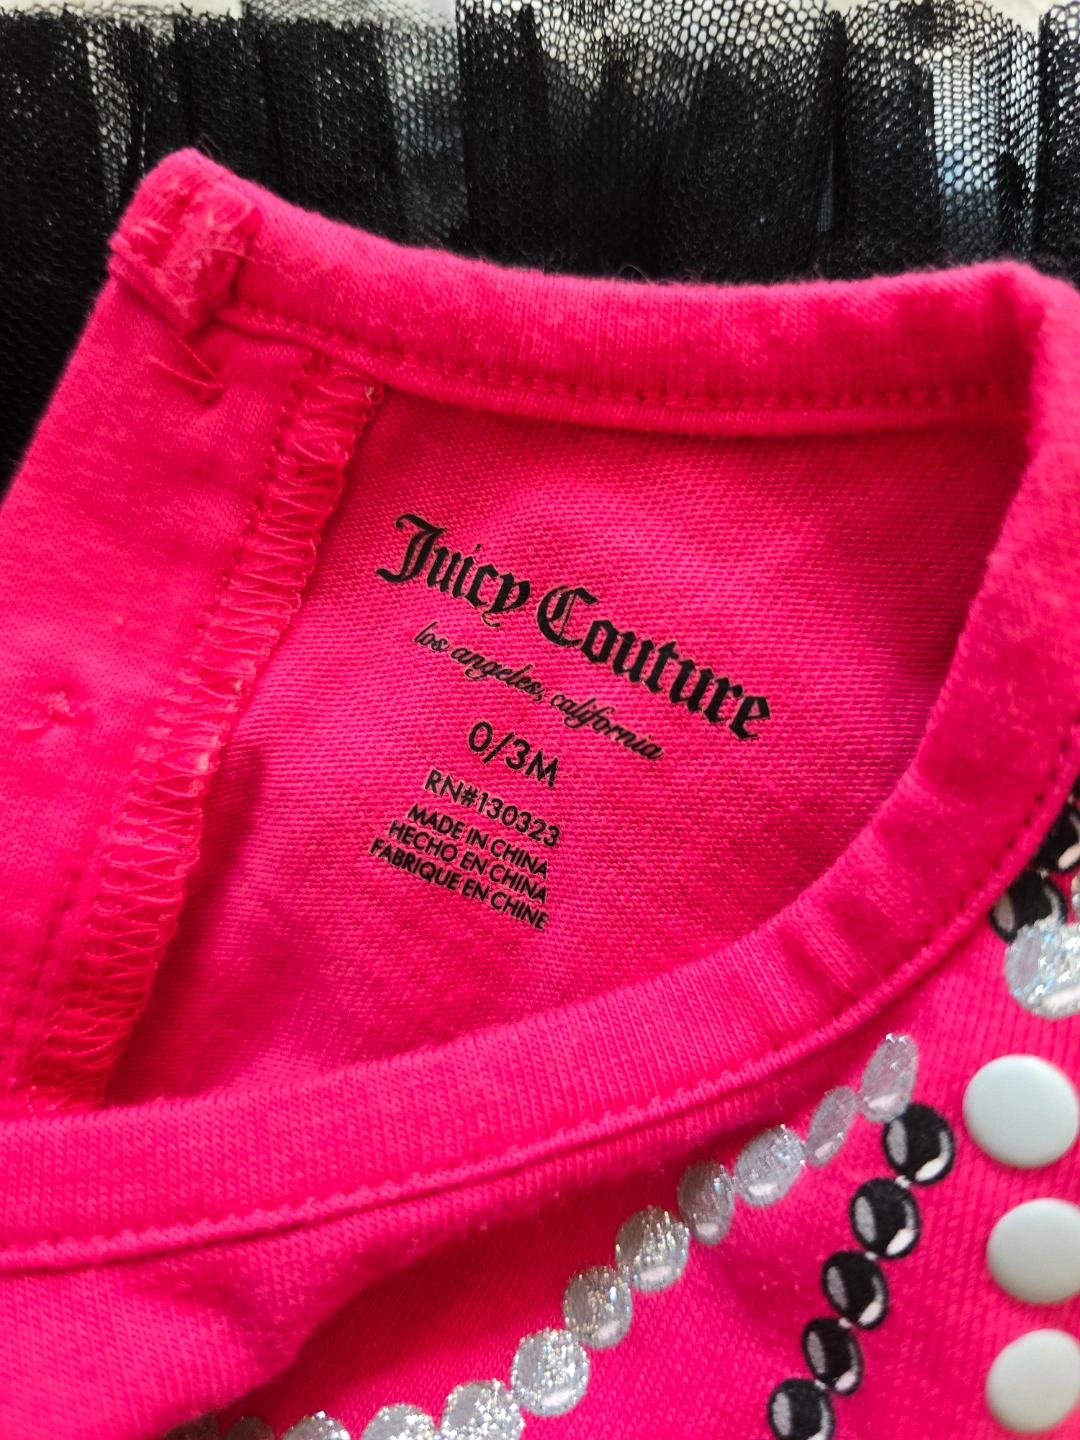 Juicy Couture
los angeles, california
0/3M
RN#130323
MADE IN CHINA
HECHO EN CHINA
FABRIQUE EN CHINE